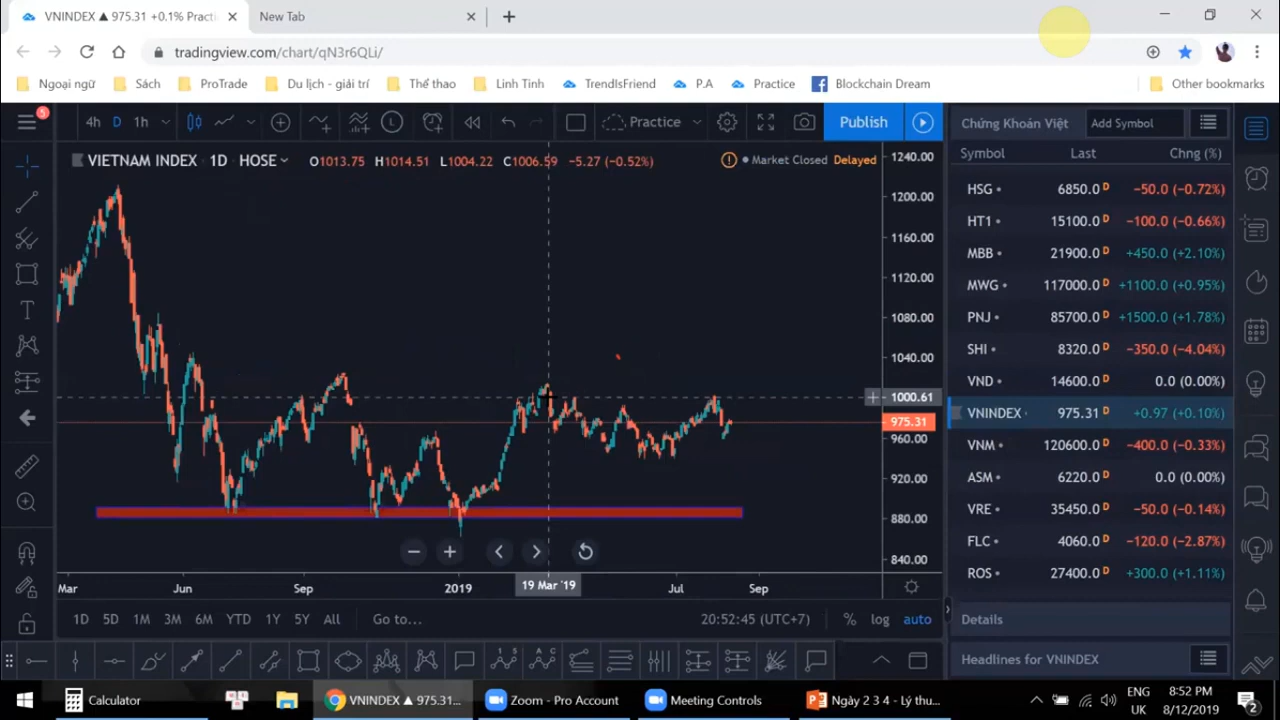 VNINDEX ▲ 975.31 +0.1% Practi
New Tab
tradingview.com/chart/qN3r6QLi/
Ngoại ngữ Sách ProTrade Du lịch - giải trí Thể thao Linh Tinh TrendIsFriend P.A Practice Blockchain Dream Other bookmarks
5
4h D 1h Practice Publish
Chứng Khoán Việt Add Symbol
VIETNAM INDEX · 1D · HOSE O1013.75 H1014.51 L1004.22 C1006.59 −5.27 (−0.52%)
Market Closed Delayed
Symbol Last Chng (%)
HSG 6850.0 D −50.0 (−0.72%)
HT1 15100.0 D −100.0 (−0.66%)
MBB 21900.0 D +450.0 (+2.10%)
MWG 117000.0 D +1100.0 (+0.95%)
PNJ 85700.0 D +1500.0 (+1.78%)
SHI 8320.0 D −350.0 (−4.04%)
VND 14600.0 D 0.0 (0.00%)
VNINDEX 975.31 D +0.97 (+0.10%)
VNM 120600.0 D −400.0 (−0.33%)
ASM 6220.0 D 0.0 (0.00%)
VRE 35450.0 D −50.0 (−0.14%)
FLC 4060.0 D −120.0 (−2.87%)
ROS 27400.0 D +300.0 (+1.11%)
1240.00
1200.00
1160.00
1120.00
1080.00
1040.00
1000.61
975.31
960.00
920.00
880.00
840.00
Mar Jun Sep 2019 19 Mar '19 Jul Sep
1D 5D 1M 3M 6M YTD 1Y 5Y All Go to... 20:52:45 (UTC+7) % log auto
Details
Headlines for VNINDEX
Calculator
VNINDEX ▲ 975.31...
Zoom - Pro Account
Meeting Controls
Ngày 2 3 4 - Lý thu...
ENG
UK
8:52 PM
8/12/2019
2